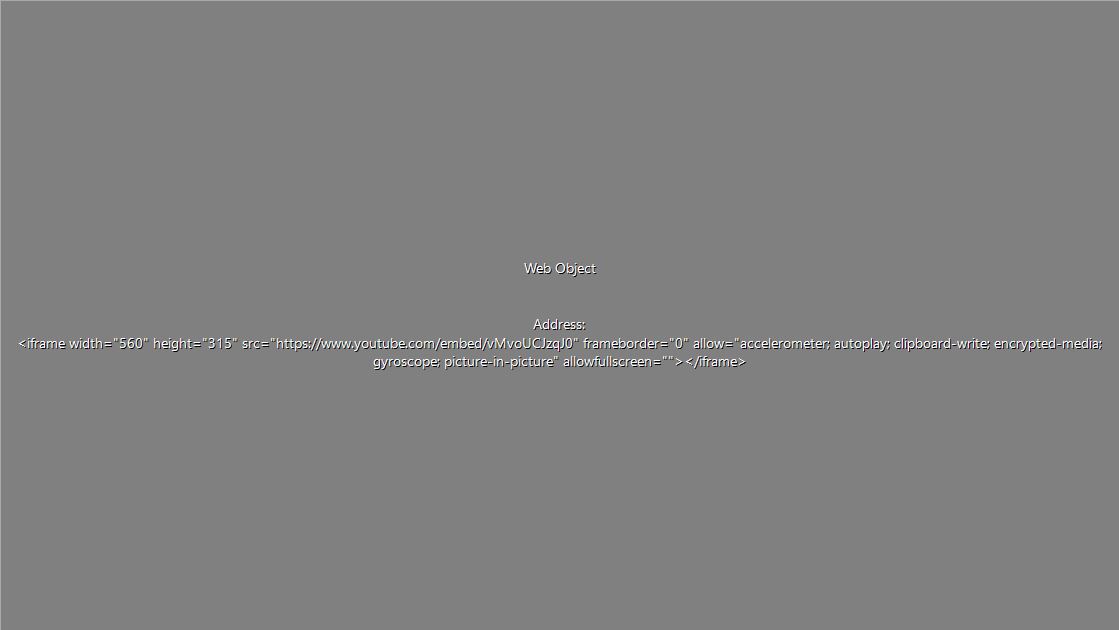 Web Object
Address:
<iframe width="560" height="315" src="https://www.youtube.com/embed/vMvoUCJzqJ0" frameborder="0" allow="accelerometer; autoplay; clipboard-write; encrypted-media;
gyroscope; picture-in-picture" allowfullscreen=""></iframe>